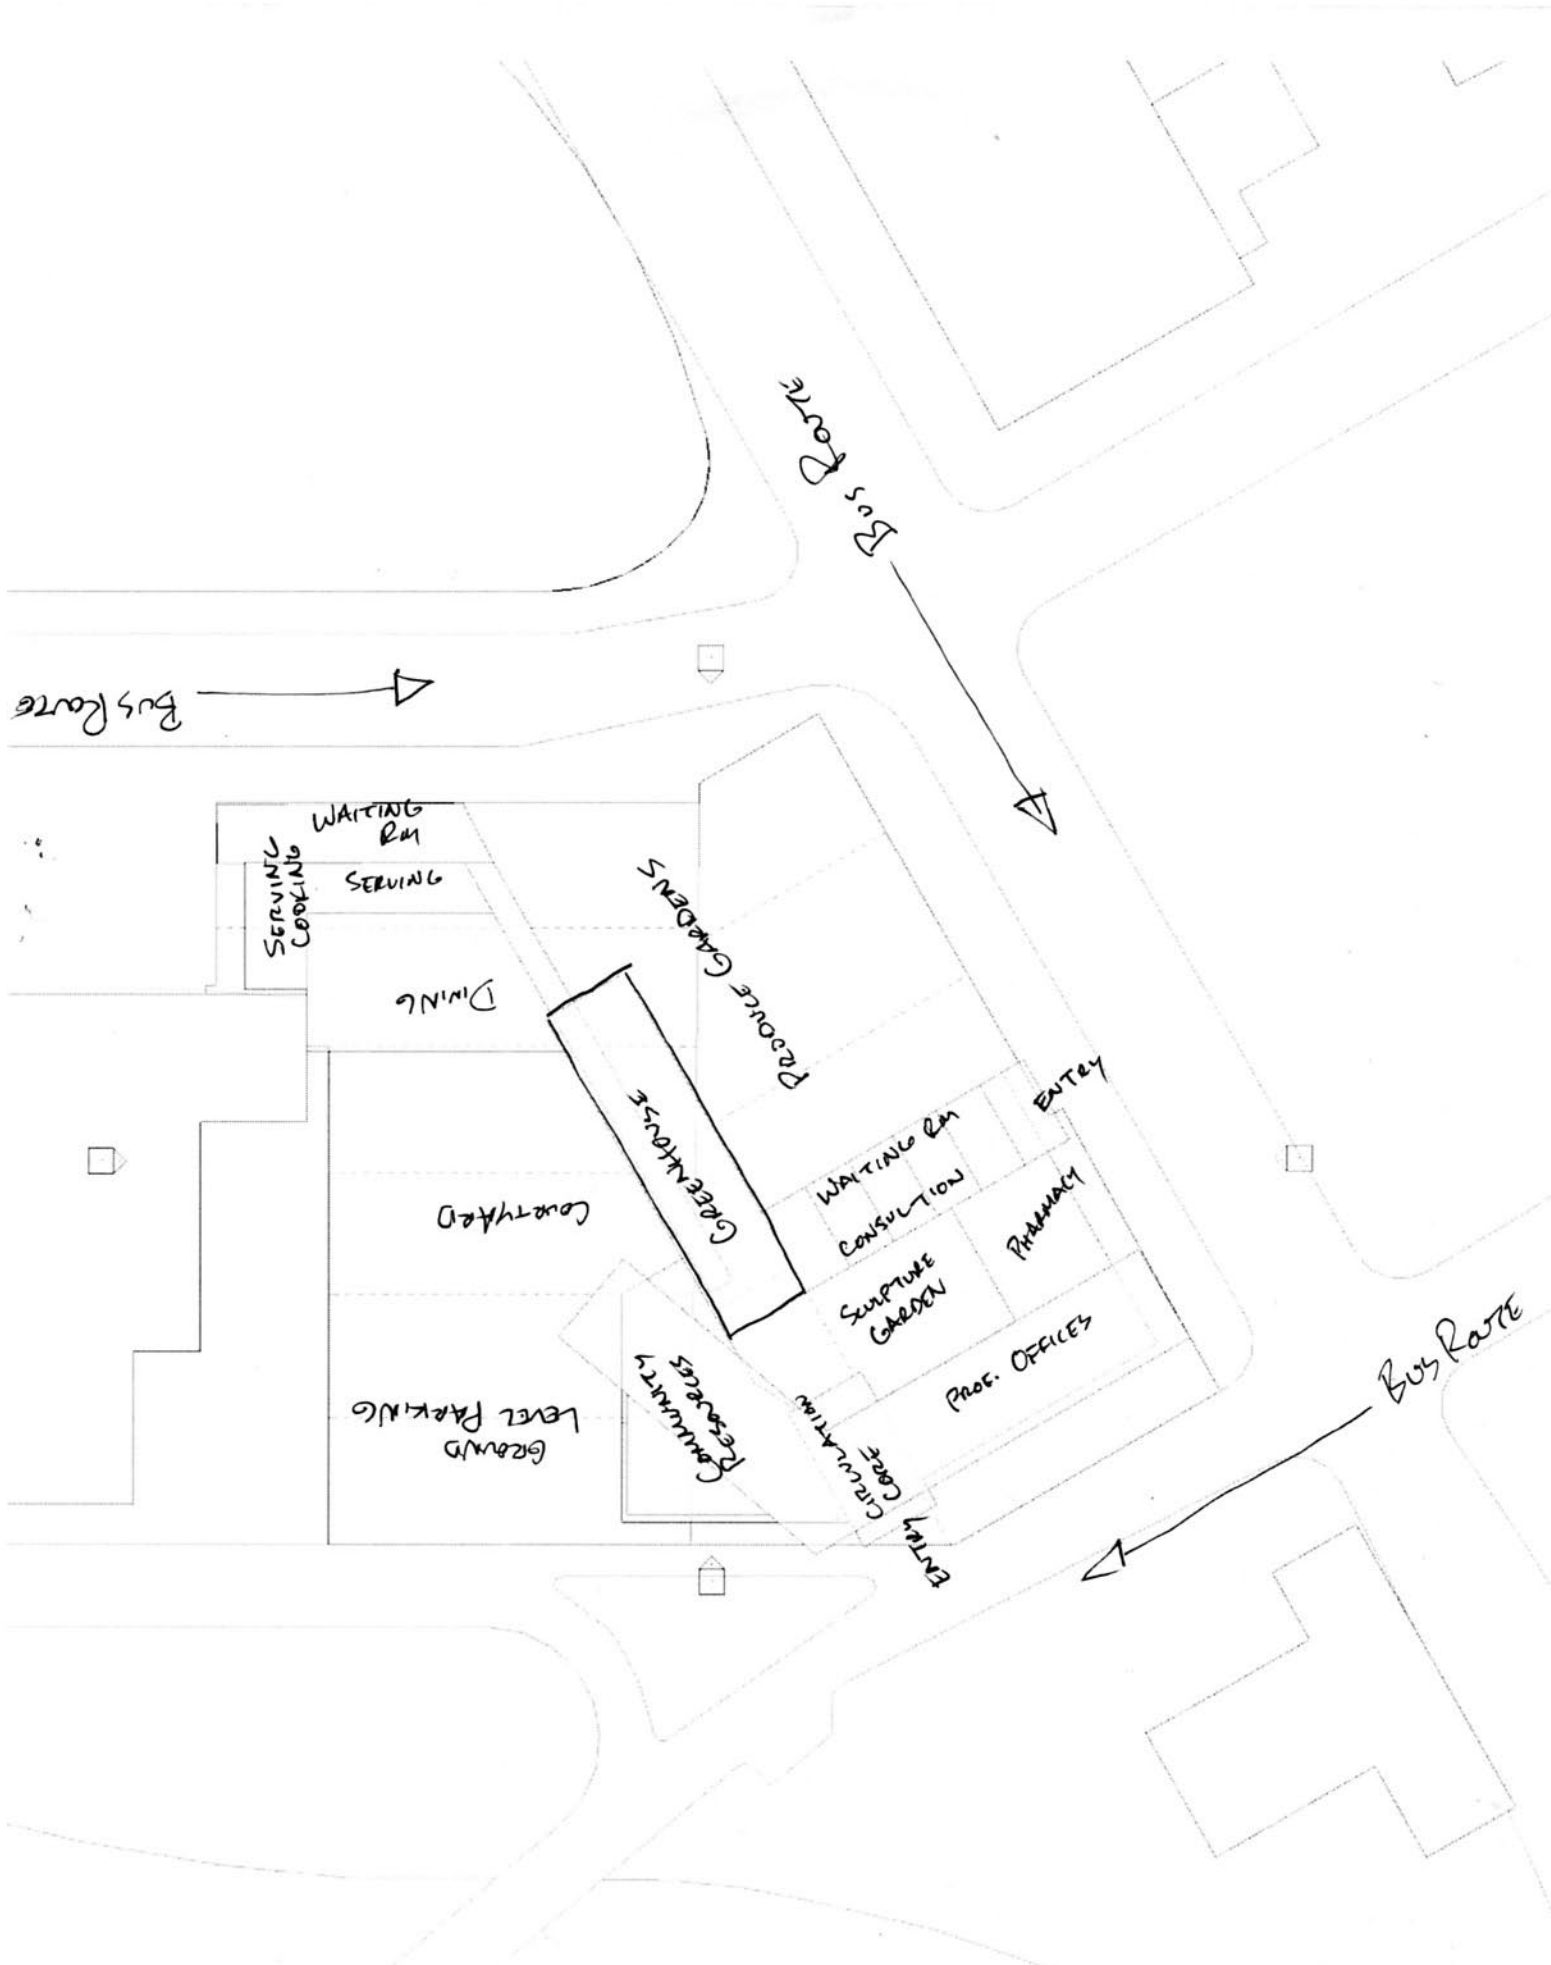 Bus Route
Bus Route
WAITING
RM
SERVING
COOKING
SERVING
DINING
PRODUCE GARDENS
GREENHOUSE
COURTYARD
ENTRY
WAITING RM
CONSULTION
PHARMACY
SCULPTURE
GARDEN
PROF. OFFICES
COMMUNITY
RESOURCES
GROUND
LEVEL PARKING
CIRCULATION
CORE
ENTRY
Bus Route